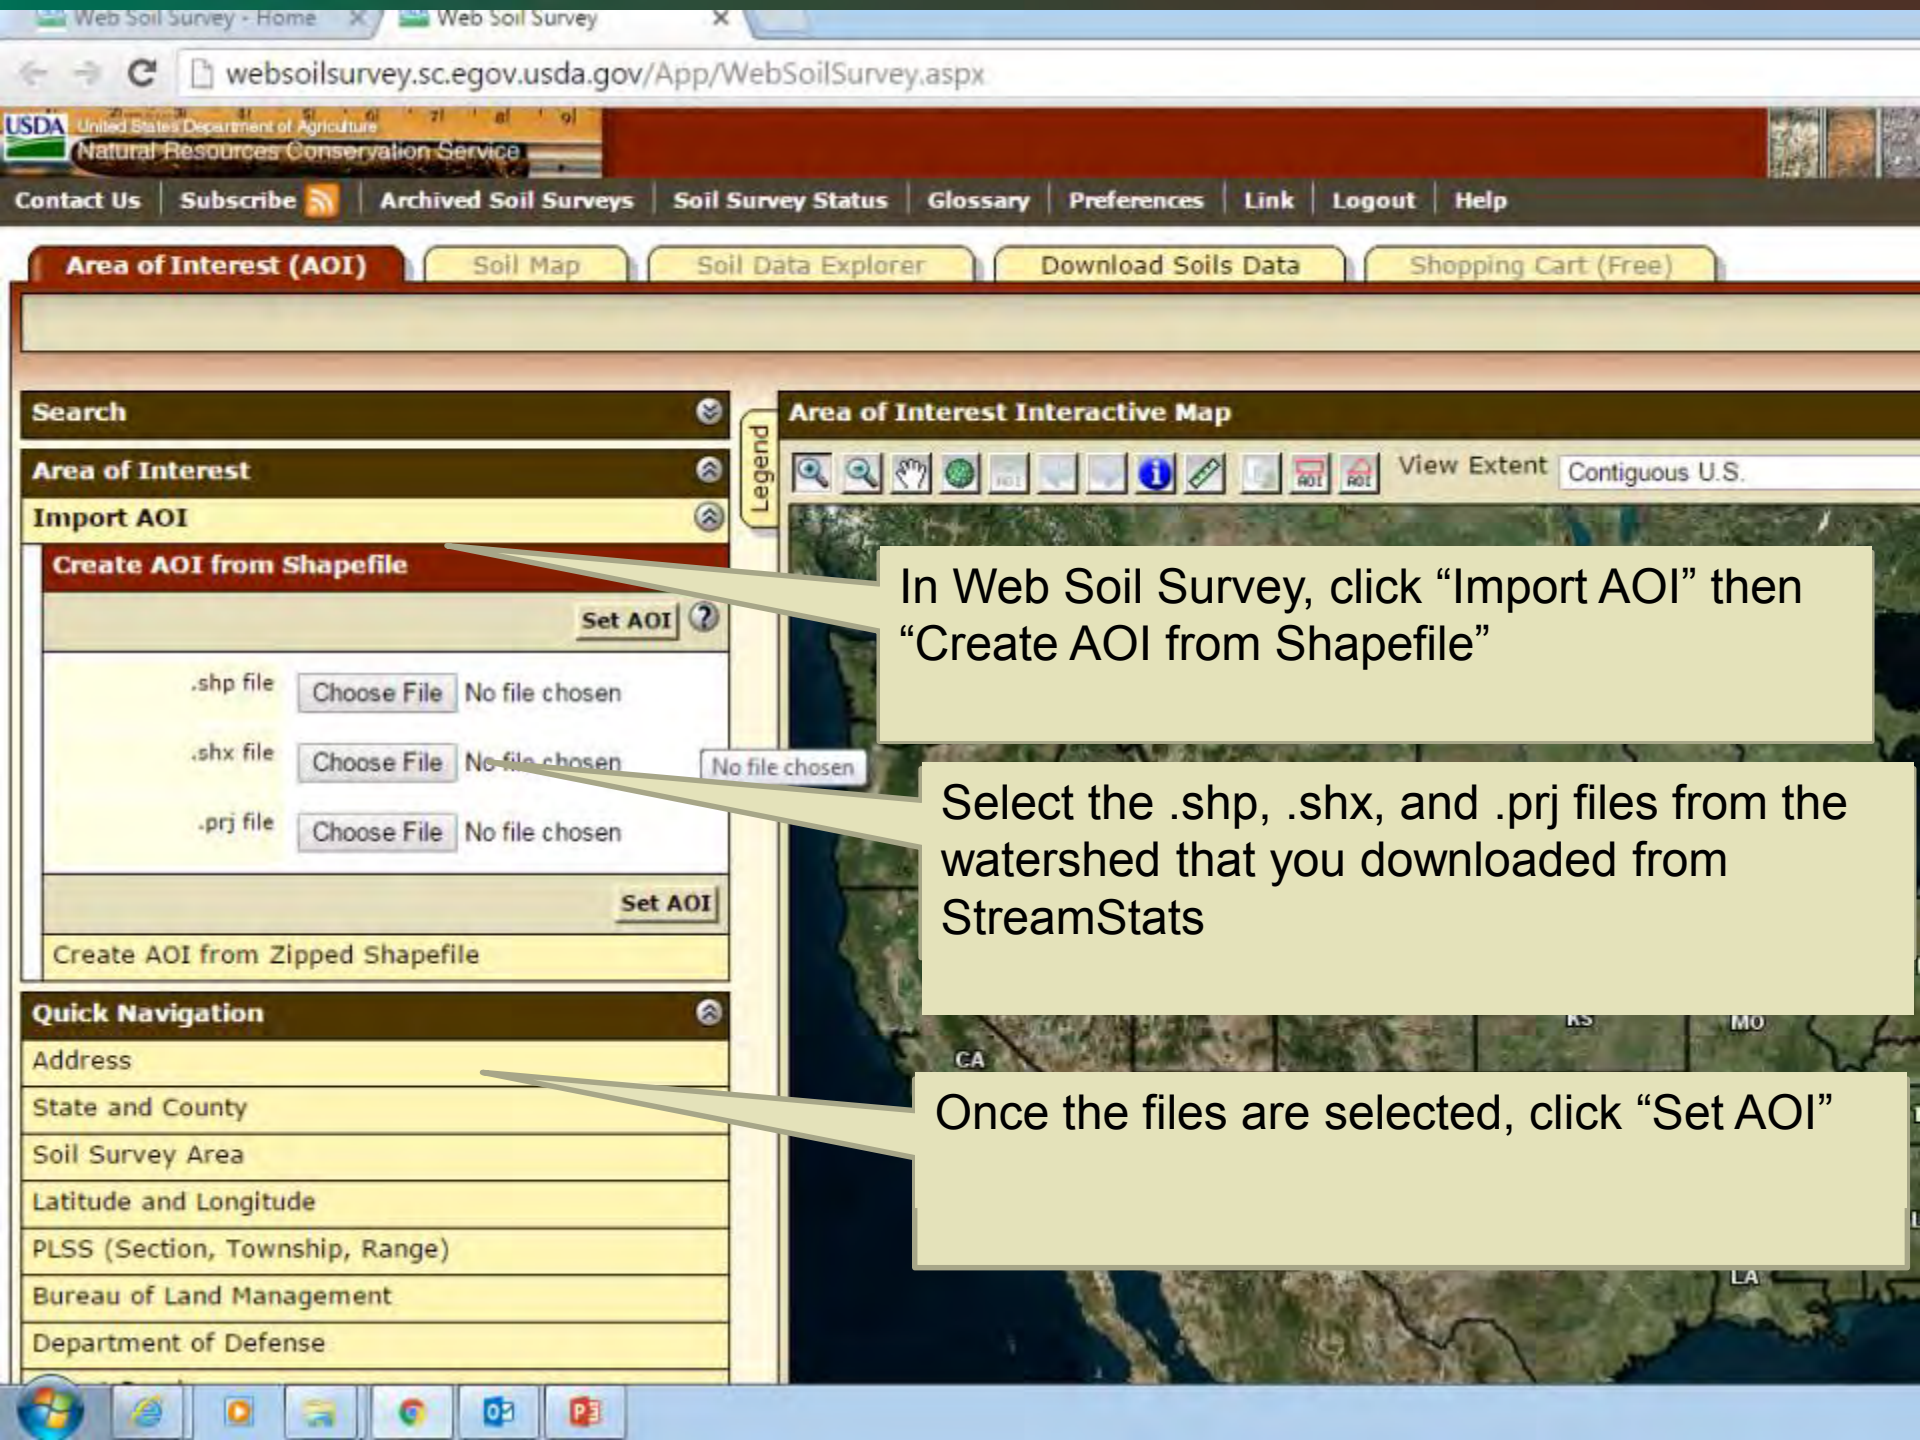 Web Soil Survey - Home
Web Soil Survey
websoilsurvey.sc.egov.usda.gov/App/WebSoilSurvey.aspx
USDA United States Department of Agriculture
Natural Resources Conservation Service
Contact Us Subscribe Archived Soil Surveys Soil Survey Status Glossary Preferences Link Logout Help
Area of Interest (AOI) Soil Map Soil Data Explorer Download Soils Data Shopping Cart (Free)
Search
Area of Interest
Import AOI
Create AOI from Shapefile
Set AOI
.shp file Choose File No file chosen
.shx file Choose File No file chosen
No file chosen
.prj file Choose File No file chosen
Set AOI
Create AOI from Zipped Shapefile
Quick Navigation
Address
State and County
Soil Survey Area
Latitude and Longitude
PLSS (Section, Township, Range)
Bureau of Land Management
Department of Defense
Legend
Area of Interest Interactive Map
View Extent Contiguous U.S.
In Web Soil Survey, click “Import AOI” then
“Create AOI from Shapefile”
Select the .shp, .shx, and .prj files from the
watershed that you downloaded from
StreamStats
KS MO
CA
Once the files are selected, click “Set AOI”
LA